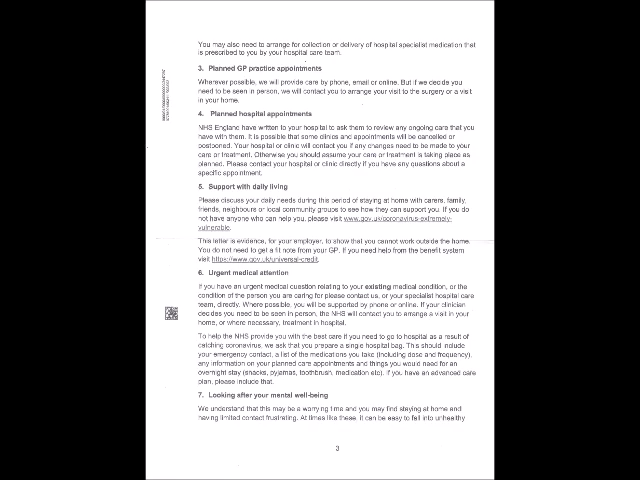 You may also need to arrange for collection or delivery of hospital specialist medication that
is prescribed to you by your hospital care team.
3. Planned GP practice appointments
Wherever possible, we will provide care by phone, email or online. But if we decide you
need to be seen in person, we will contact you to arrange your visit to the surgery or a visit
in your home.
4. Planned hospital appointments
NHS England have written to your hospital to ask them to review any ongoing care that you
have with them. It is possible that some clinics and appointments will be cancelled or
postponed. Your hospital or clinic will contact you if any changes need to be made to your
care or treatment. Otherwise you should assume your care or treatment is taking place as
planned. Please contact your hospital or clinic directly if you have any questions about a
specific appointment.
5. Support with daily living
Please discuss your daily needs during this period of staying at home with carers, family,
friends, neighbours or local community groups to see how they can support you. If you do
not have anyone who can help you, please visit www.gov.uk/coronavirus-extremely-
vulnerable.
This letter is evidence, for your employer, to show that you cannot work outside the home.
You do not need to get a fit note from your GP. If you need help from the benefit system
visit https://www.gov.uk/universal-credit.
6. Urgent medical attention
If you have an urgent medical question relating to your existing medical condition, or the
condition of the person you are caring for please contact us, or your specialist hospital care
team, directly. Where possible, you will be supported by phone or online. If your clinician
decides you need to be seen in person, the NHS will contact you to arrange a visit in your
home, or where necessary, treatment in hospital.
To help the NHS provide you with the best care if you need to go to hospital as a result of
catching coronavirus, we ask that you prepare a single hospital bag. This should include
your emergency contact, a list of the medications you take (including dose and frequency),
any information on your planned care appointments and things you would need for an
overnight stay (snacks, pyjamas, toothbrush, medication etc). If you have an advanced care
plan, please include that.
7. Looking after your mental well-being
We understand that this may be a worrying time and you may find staying at home and
having limited contact frustrating. At times like these, it can be easy to fall into unhealthy
3